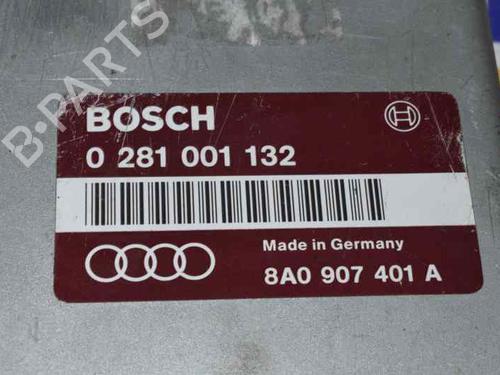 B-PARTS
BOSCH
0 281 001 132
Made in Germany
8A0 907 401 A